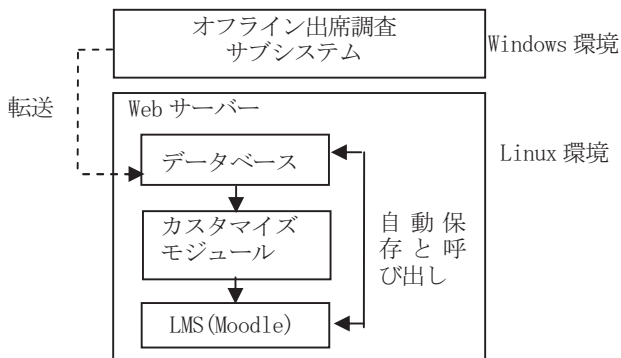 オフライン出席調査
サブシステム
Windows 環境
転送
Web サーバー
Linux 環境
データベース
カスタマイズ
モジュール
自動保
存と呼
び出し
LMS(Moodle)